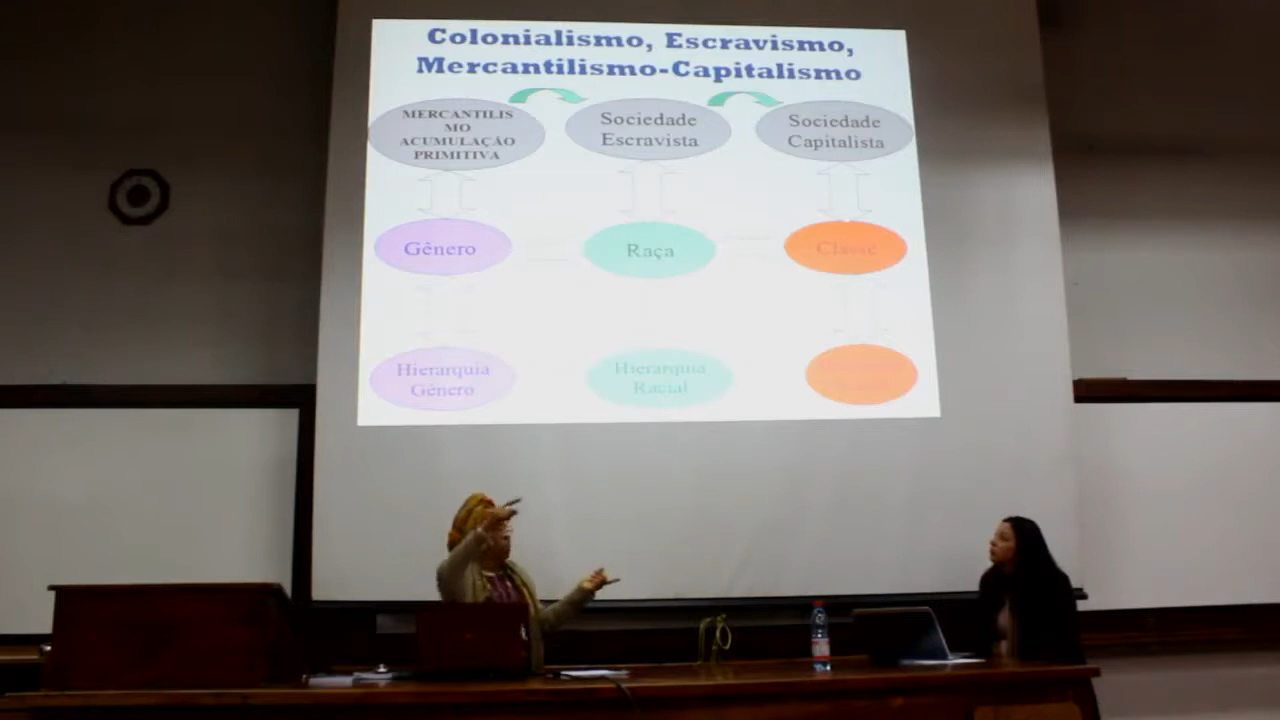 Colonialismo, Escravismo,
Mercantilismo-Capitalismo
MERCANTILIS
MO
ACUMULAÇÃO
PRIMITIVA
Sociedade
Escravista
Sociedade
Capitalista
Gênero
Raça
Classe
Hierarquia
Gênero
Hierarquia
Racial